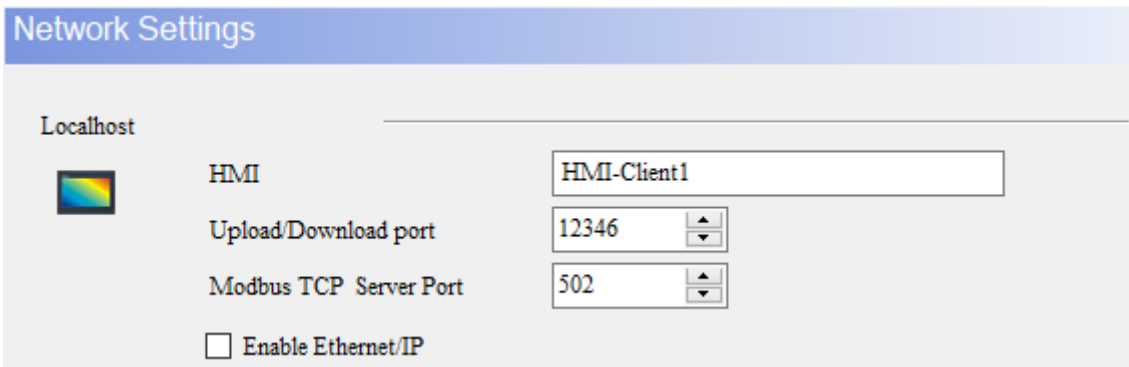 Network Settings
Localhost
HMI HMI-Client1
Upload/Download port 12346
Modbus TCP Server Port 502
Enable Ethernet/IP